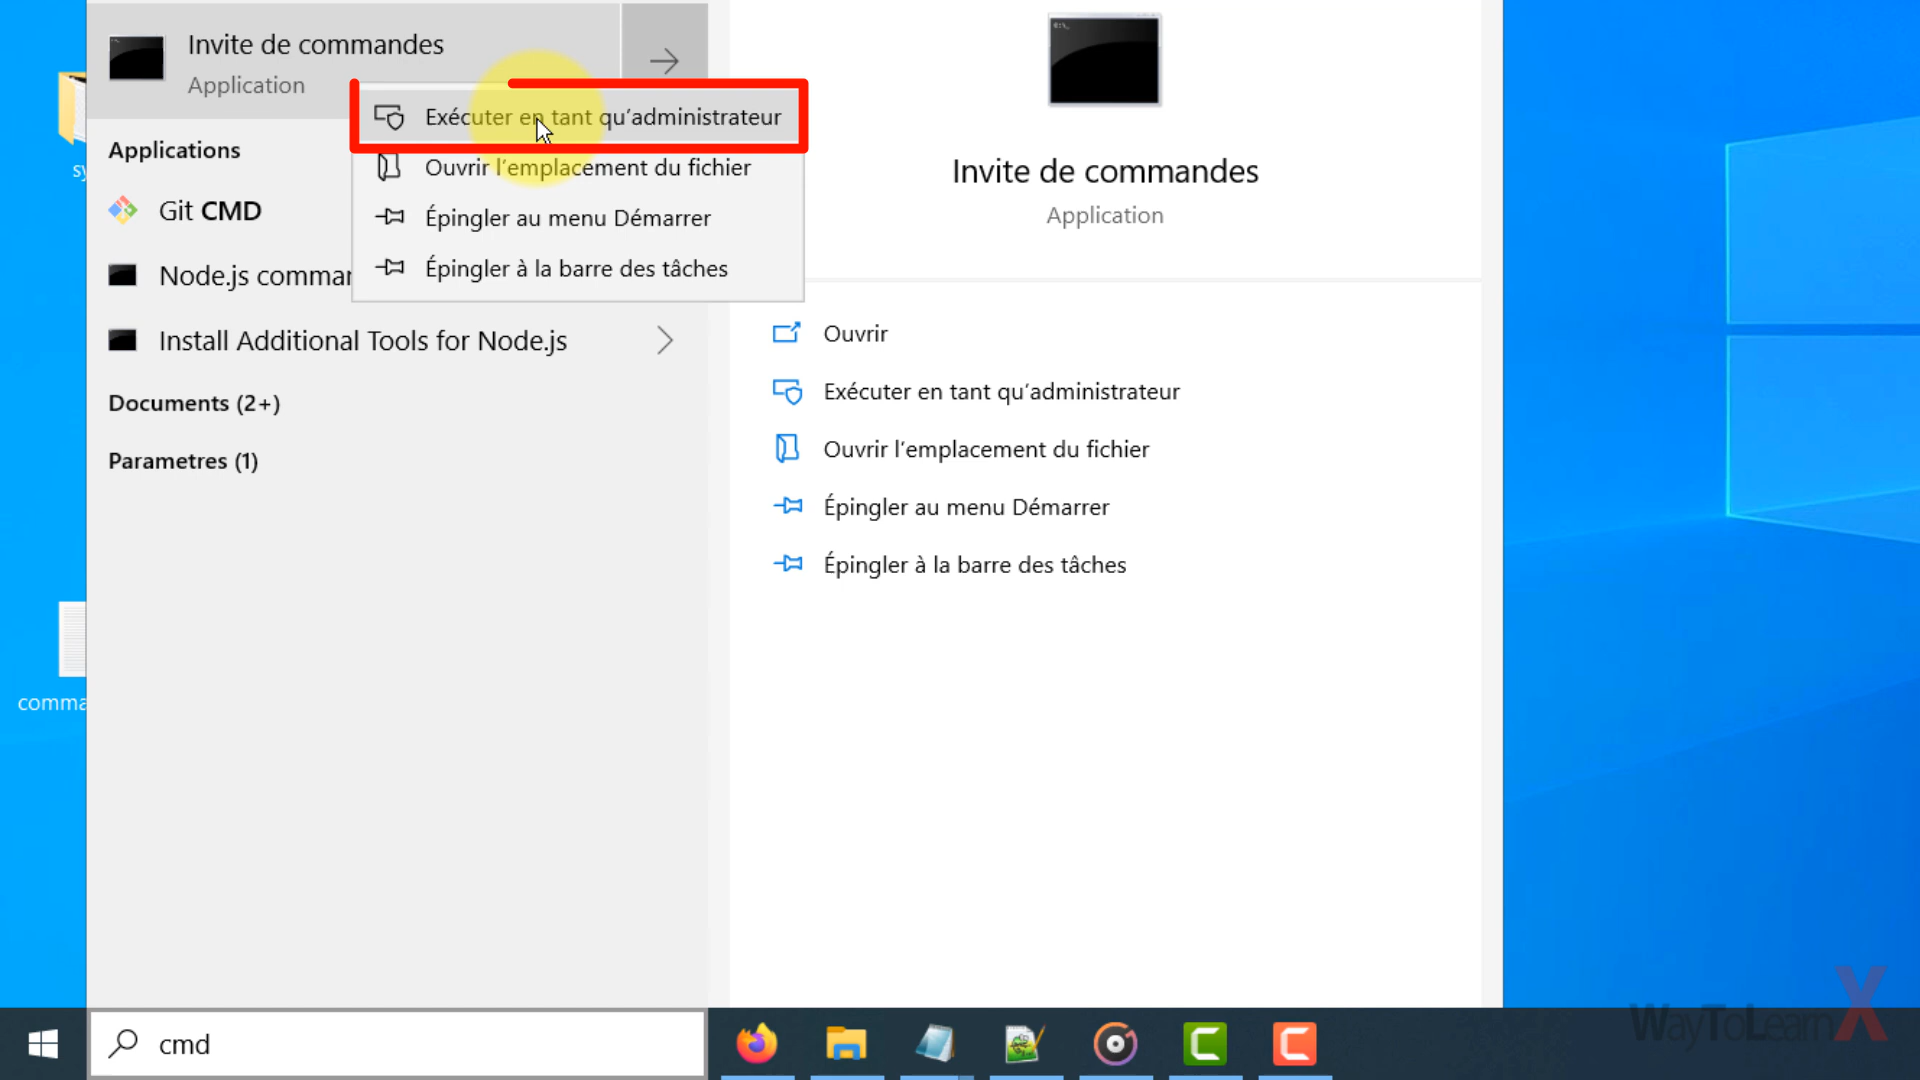 Invite de commandes
Application
Exécuter en tant qu'administrateur
Ouvrir l'emplacement du fichier
Épingler au menu Démarrer
Épingler à la barre des tâches
Applications
Git CMD
Node.js comman
Install Additional Tools for Node.js
Documents (2+)
Parametres (1)
Invite de commandes
Application
Ouvrir
Exécuter en tant qu'administrateur
Ouvrir l'emplacement du fichier
Épingler au menu Démarrer
Épingler à la barre des tâches
sy
comma
cmd
WayToLearnX